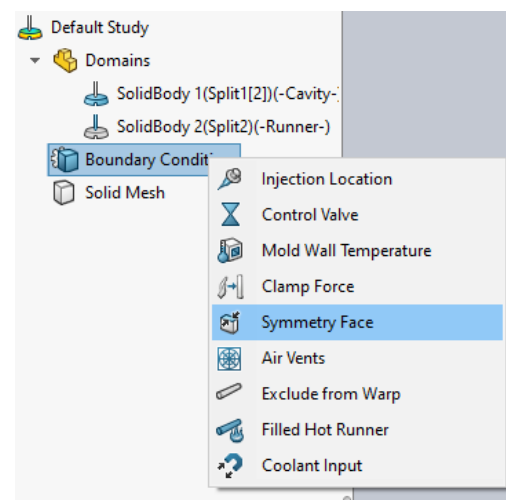 Default Study
Domains
SolidBody 1(Split1[2])(-Cavity-
SolidBody 2(Split2)(-Runner-)
Boundary Condit
Solid Mesh
Injection Location
Control Valve
Mold Wall Temperature
Clamp Force
Symmetry Face
Air Vents
Exclude from Warp
Filled Hot Runner
Coolant Input